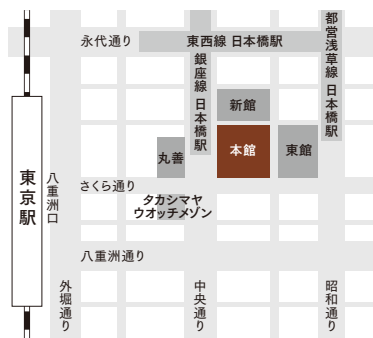 永代通り
東西線 日本橋駅
都営浅草線 日本橋駅
銀座線 日本橋駅
新館
丸善
本館
東館
東京駅
八重洲口
さくら通り
タカシマヤ
ウオッチメゾン
八重洲通り
外堀通り
中央通り
昭和通り